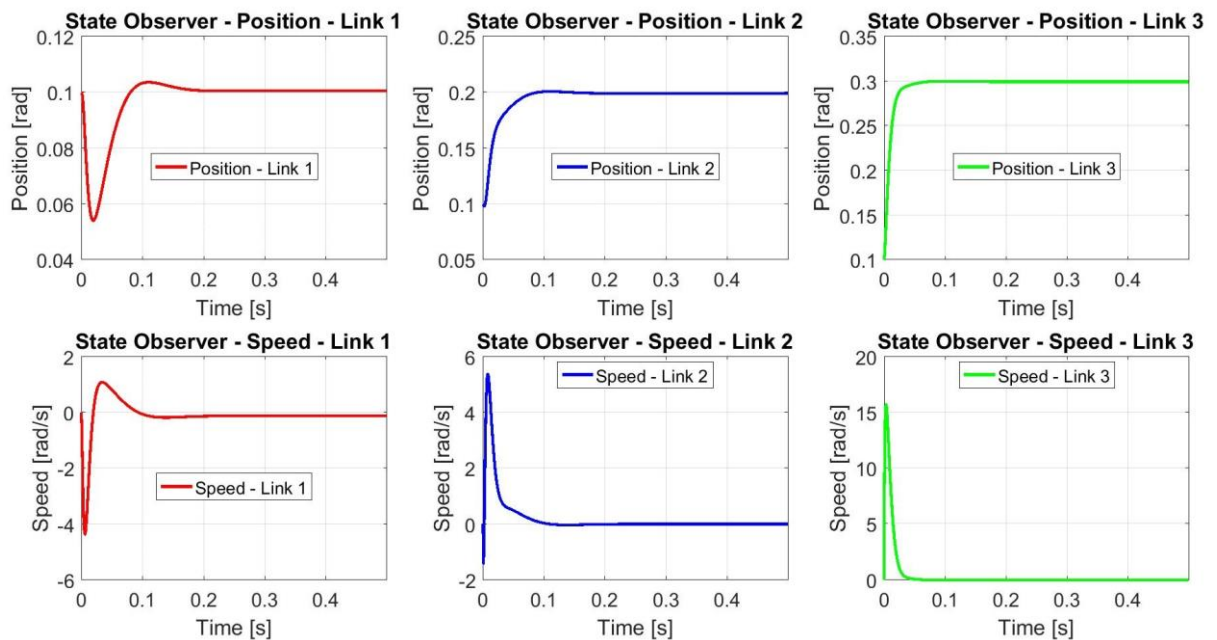 State Observer - Position - Link 1
0.12
0.1
0.08
0.06
0.04
Position [rad]
Position - Link 1
0 0.1 0.2 0.3 0.4
Time [s]
State Observer - Position - Link 2
0.25
0.2
0.15
0.1
0.05
Position [rad]
Position - Link 2
0 0.1 0.2 0.3 0.4
Time [s]
State Observer - Position - Link 3
0.35
0.3
0.25
0.2
0.15
0.1
Position [rad]
Position - Link 3
0 0.1 0.2 0.3 0.4
Time [s]
State Observer - Speed - Link 1
2
0
-2
-4
-6
Speed [rad/s]
Speed - Link 1
0 0.1 0.2 0.3 0.4
Time [s]
State Observer - Speed - Link 2
6
4
2
0
-2
Speed [rad/s]
Speed - Link 2
0 0.1 0.2 0.3 0.4
Time [s]
State Observer - Speed - Link 3
20
15
10
5
0
Speed [rad/s]
Speed - Link 3
0 0.1 0.2 0.3 0.4
Time [s]